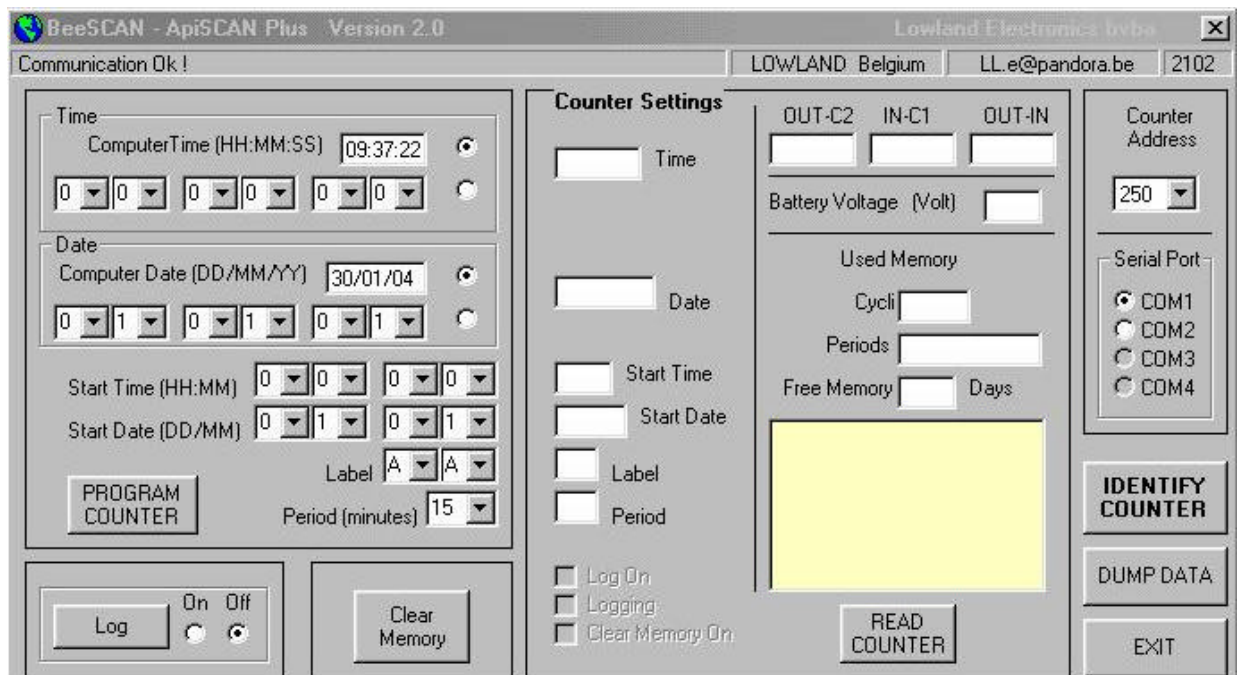 BeeSCAN - ApiSCAN Plus Version 2.0 Lowland Electronics bvba
Communication Ok ! LOWLAND Belgium LL.e@pandora.be 2102
Time
ComputerTime (HH:MM:SS) 09:37:22
0 0 0 0 0 0
Date
Computer Date (DD/MM/YY) 30/01/04
0 1 0 1 0 1
Start Time (HH:MM) 0 0 0 0
Start Date (DD/MM) 0 1 0 1
Label A A
Period (minutes) 15
PROGRAM
COUNTER
Log On Off
Clear
Memory
Counter Settings
Time
Date
Start Time
Start Date
Label
Period
Log On
Logging
Clear Memory On
OUT-C2 IN-C1 OUT-IN
Battery Voltage (Volt)
Used Memory
Cycli
Periods
Free Memory Days
READ
COUNTER
Counter
Address
250
Serial Port
COM1
COM2
COM3
COM4
IDENTIFY
COUNTER
DUMP DATA
EXIT